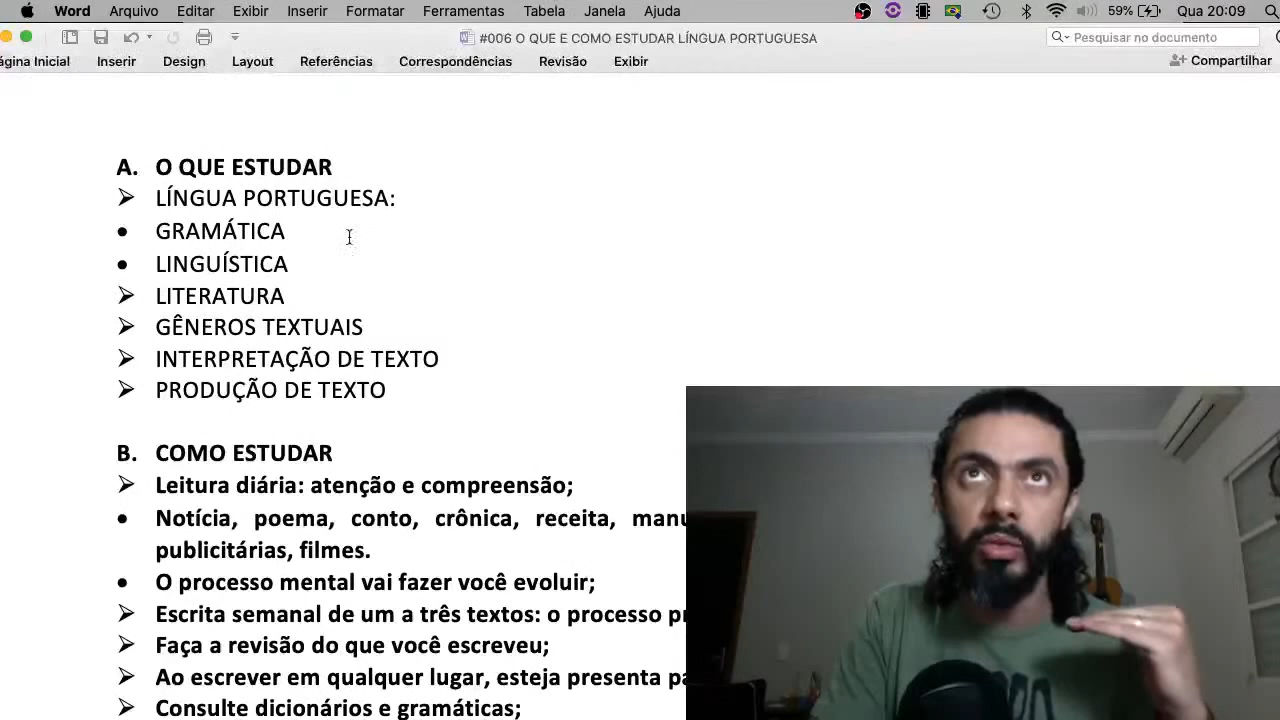 Word Arquivo Editar Exibir Inserir Formatar Ferramentas Tabela Janela Ajuda 59% Qua 20:09
#006 O QUE E COMO ESTUDAR LÍNGUA PORTUGUESA Pesquisar no documento
ágina Inicial Inserir Design Layout Referências Correspondências Revisão Exibir Compartilhar
A. O QUE ESTUDAR
➢ LÍNGUA PORTUGUESA:
• GRAMÁTICA
• LINGUÍSTICA
➢ LITERATURA
➢ GÊNEROS TEXTUAIS
➢ INTERPRETAÇÃO DE TEXTO
➢ PRODUÇÃO DE TEXTO
B. COMO ESTUDAR
➢ Leitura diária: atenção e compreensão;
• Notícia, poema, conto, crônica, receita, manu
publicitárias, filmes.
• O processo mental vai fazer você evoluir;
➢ Escrita semanal de um a três textos: o processo pr
➢ Faça a revisão do que você escreveu;
➢ Ao escrever em qualquer lugar, esteja presenta pa
➢ Consulte dicionários e gramáticas;